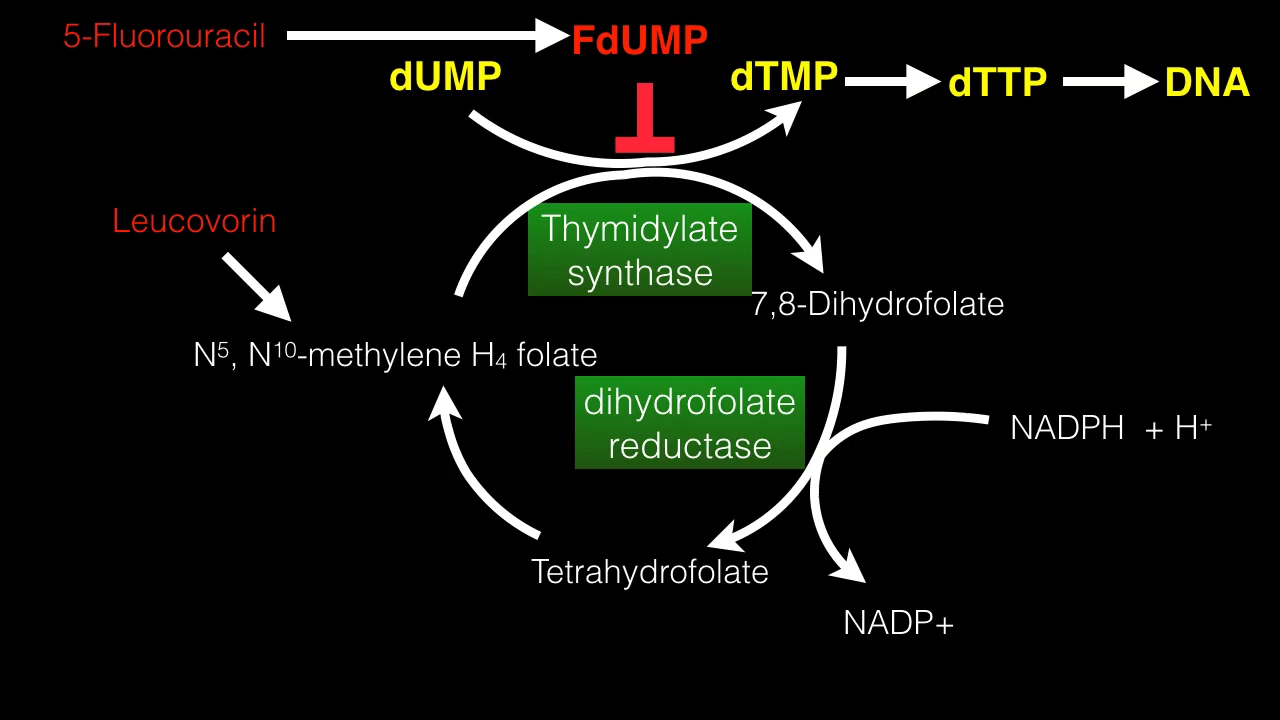 5-Fluorouracil
FdUMP
dUMP
dTMP
dTTP
DNA
Leucovorin
Thymidylate
synthase
7,8-Dihydrofolate
N⁵, N¹⁰-methylene H₄ folate
dihydrofolate
reductase
NADPH + H⁺
Tetrahydrofolate
NADP+